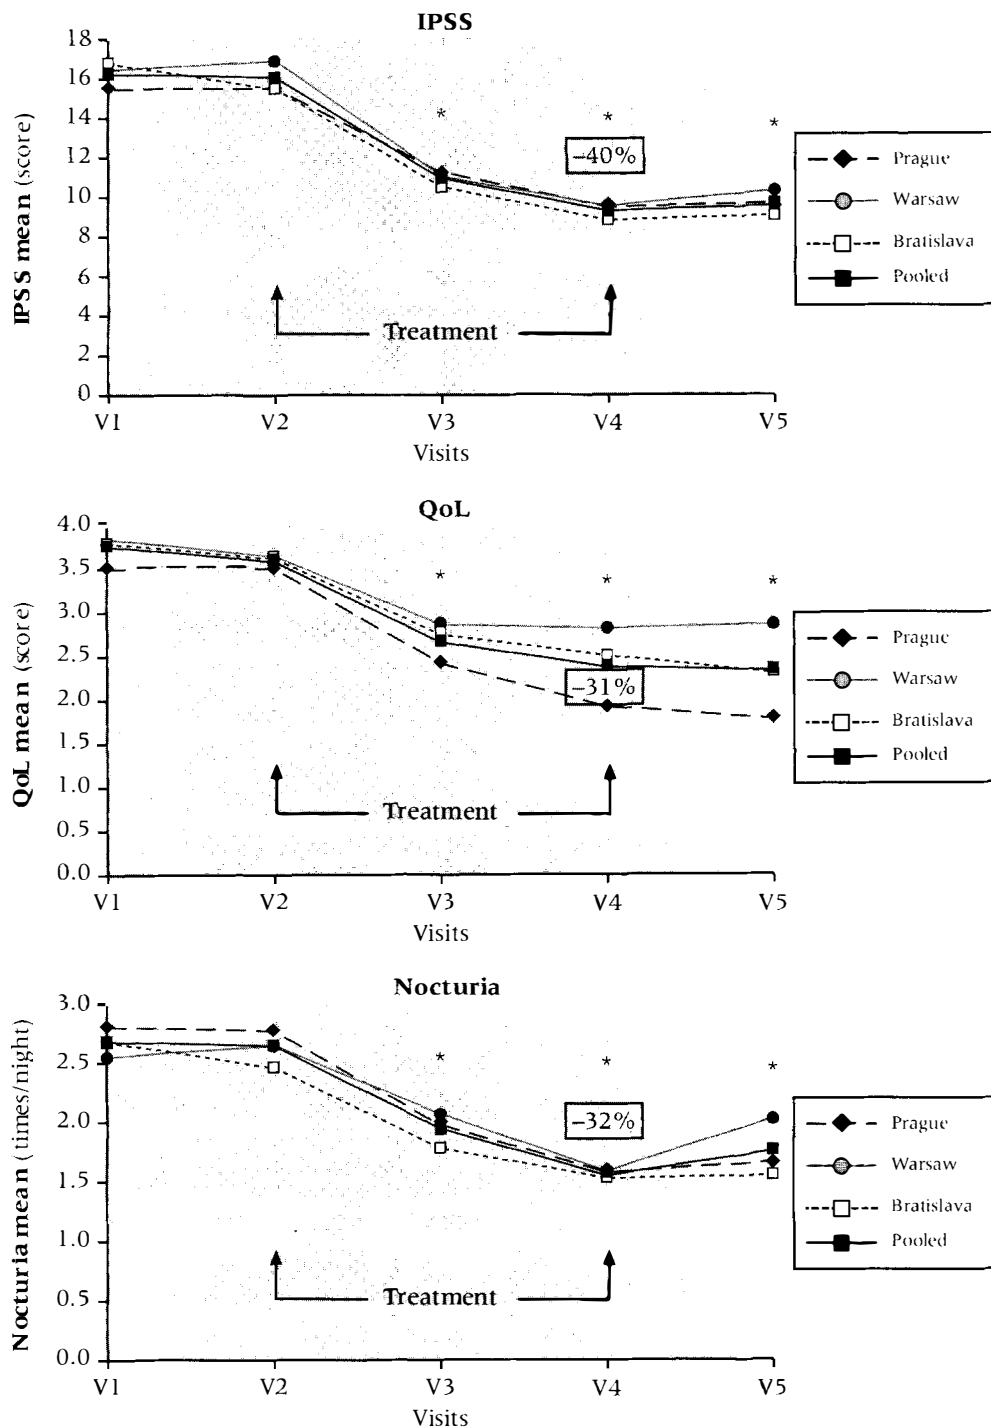 IPSS
IPSS mean (score)
18
16
14
12
10
8
6
4
2
0
*
*
*
–40%
Treatment
V1 V2 V3 V4 V5
Visits
Prague
Warsaw
Bratislava
Pooled
QoL
QoL mean (score)
4.0
3.5
3.0
2.5
2.0
1.5
1.0
0.5
0.0
*
*
*
–31%
Treatment
V1 V2 V3 V4 V5
Visits
Prague
Warsaw
Bratislava
Pooled
Nocturia
Nocturia mean (times/night)
3.0
2.5
2.0
1.5
1.0
0.5
0.0
*
*
*
–32%
Treatment
V1 V2 V3 V4 V5
Visits
Prague
Warsaw
Bratislava
Pooled